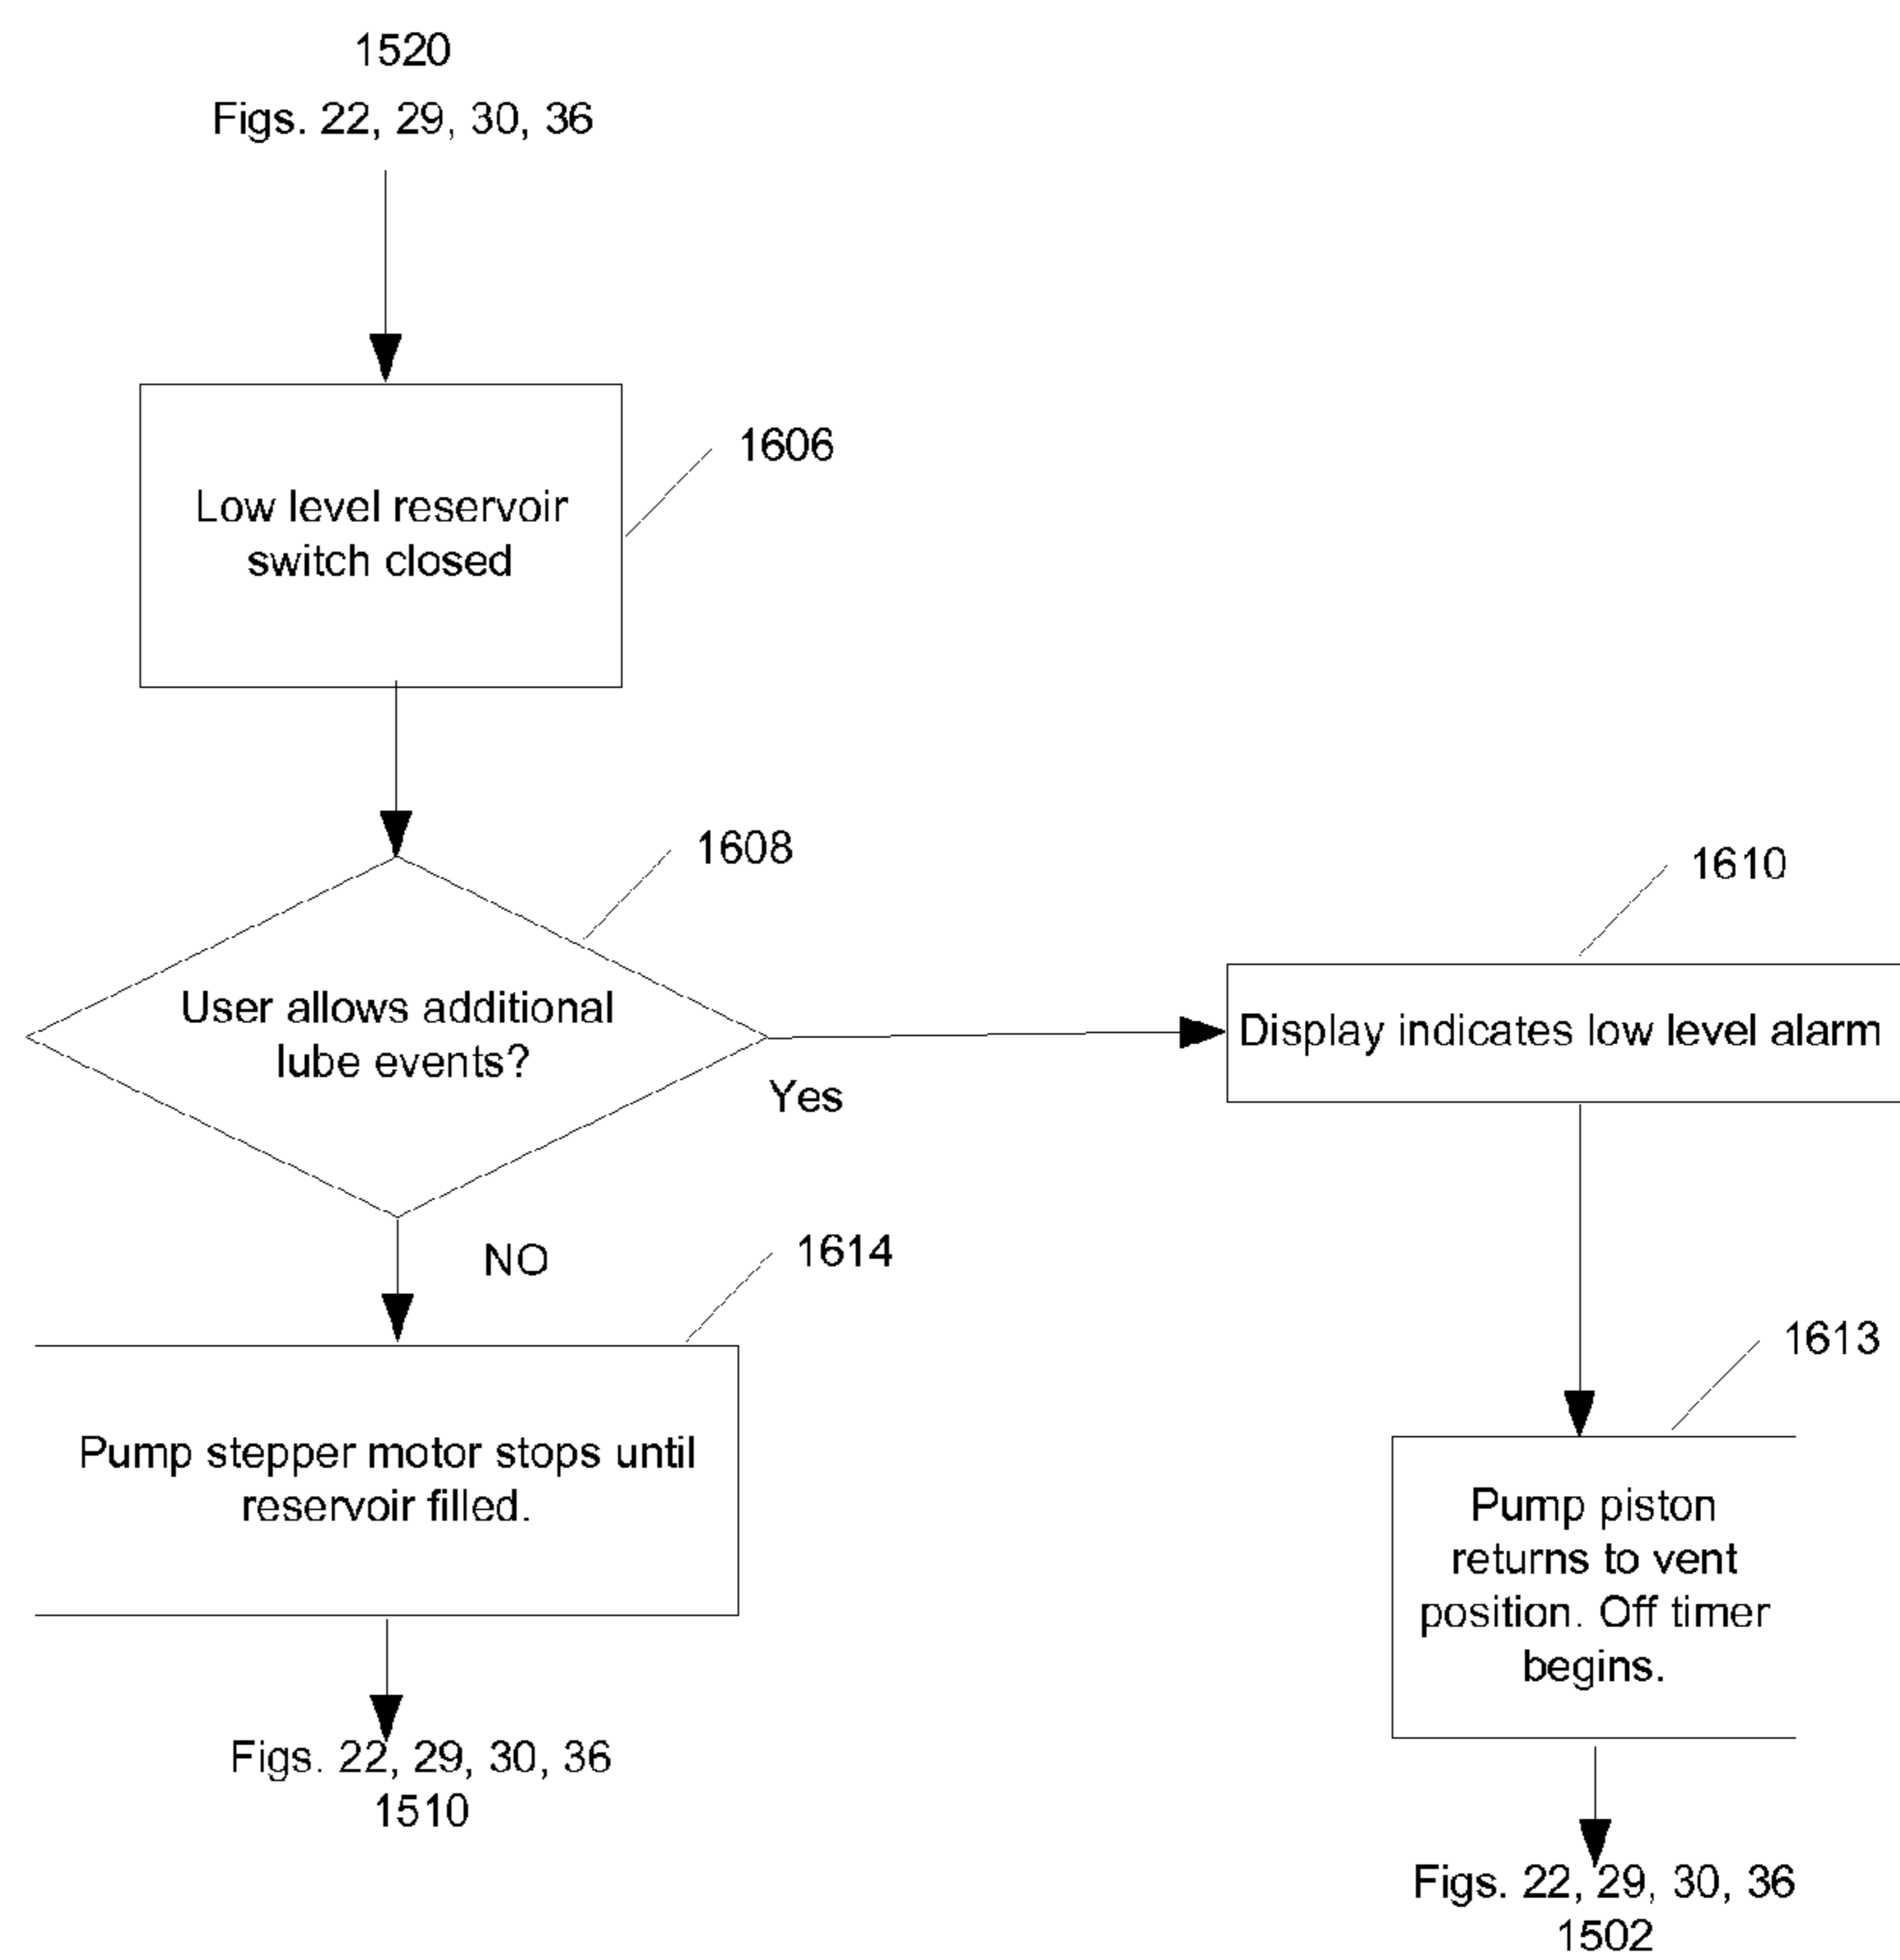 1520
Figs. 22, 29, 30, 36
1606
Low level reservoir
switch closed
1608
User allows additional
lube events?
Yes
1610
Display indicates low level alarm
NO
1614
Pump stepper motor stops until
reservoir filled.
1613
Pump piston
returns to vent
position. Off timer
begins.
Figs. 22, 29, 30, 36
1510
Figs. 22, 29, 30, 36
1502